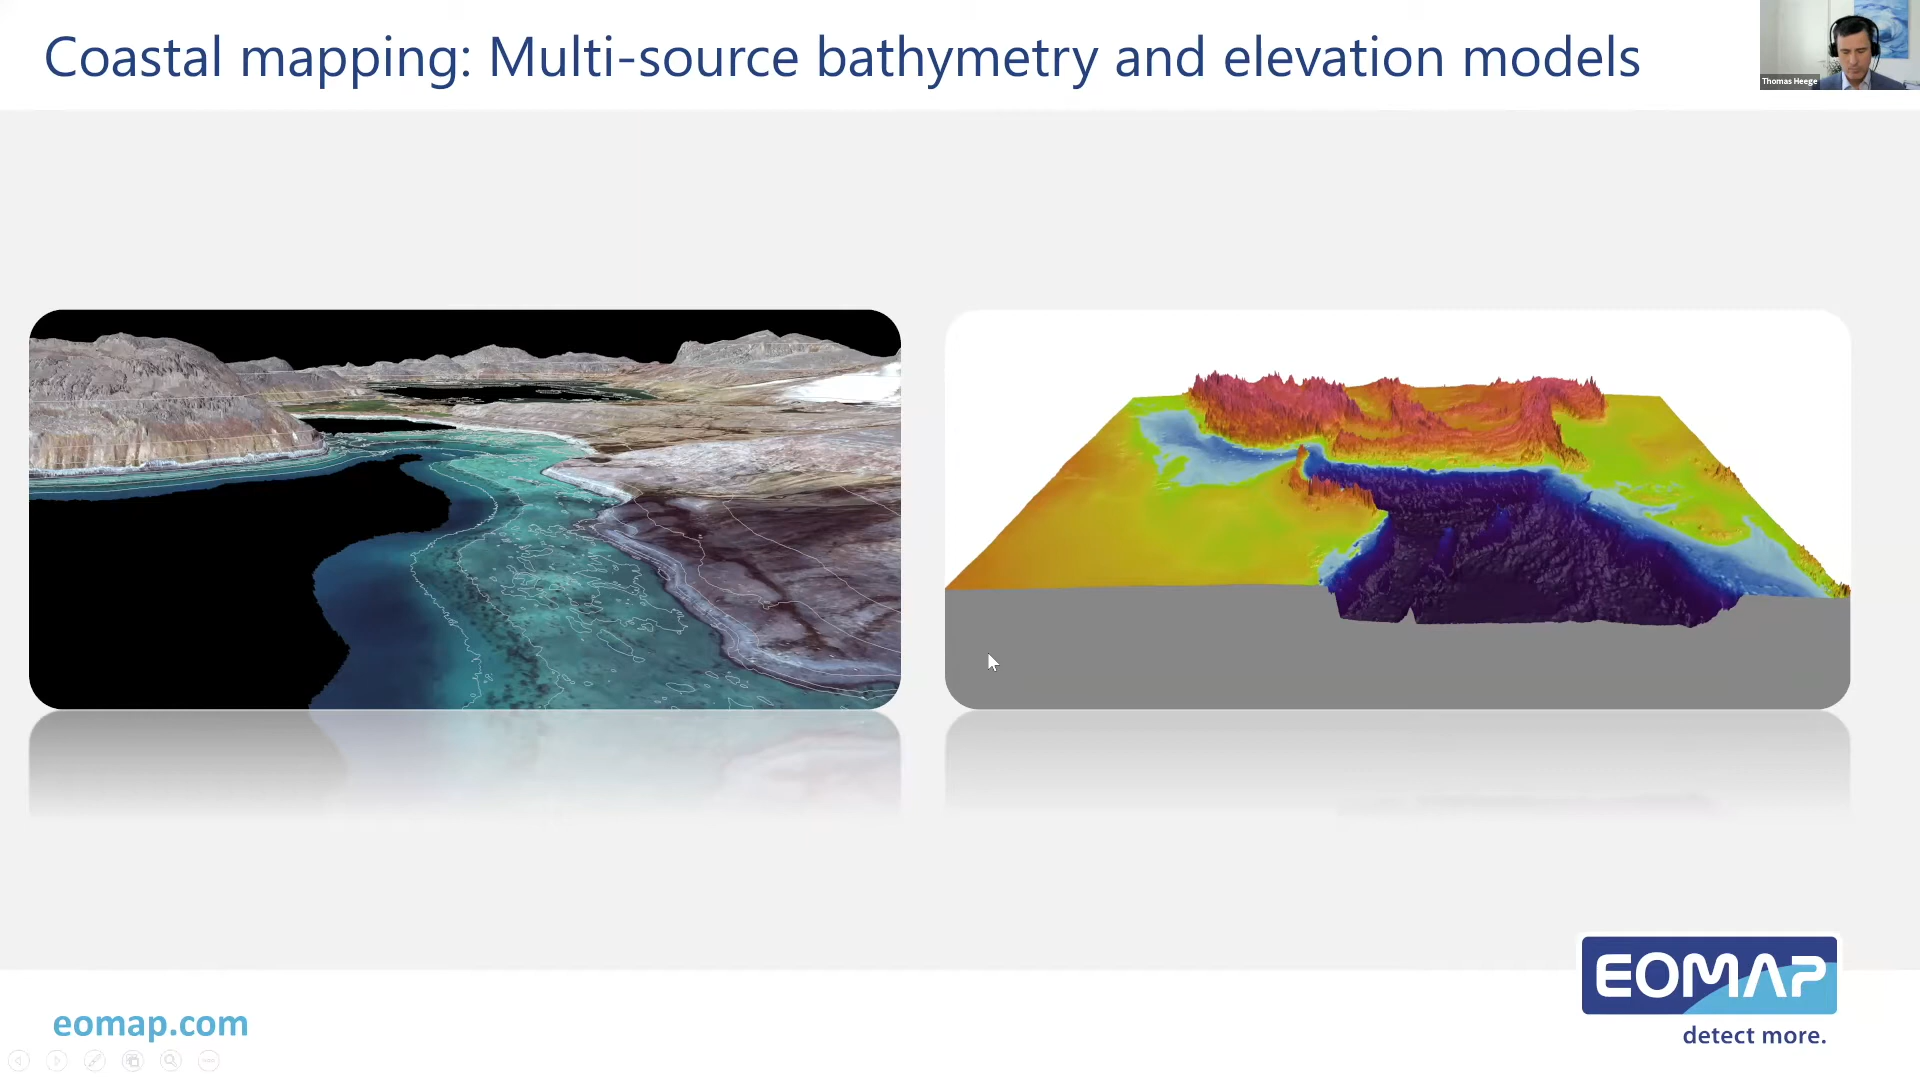 Coastal mapping: Multi-source bathymetry and elevation models
Thomas Heege
EOMAP
detect more.
eomap.com